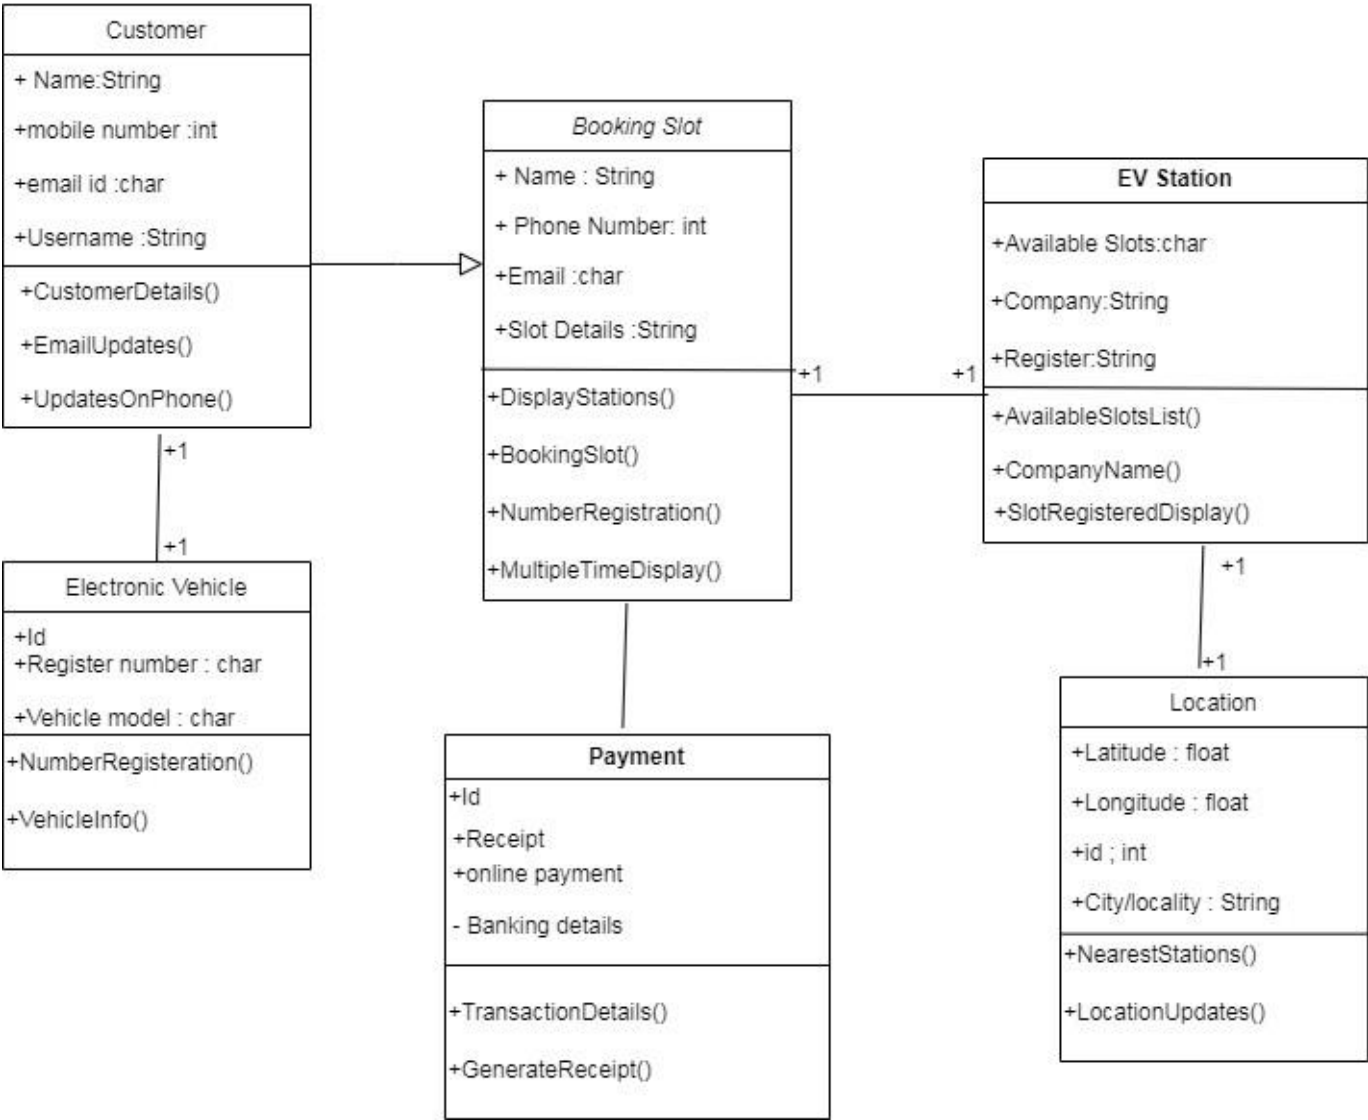 Customer
+ Name:String
+mobile number :int
+email id :char
+Username :String
+CustomerDetails()
+EmailUpdates()
+UpdatesOnPhone()
+1
+1
Electronic Vehicle
+Id
+Register number : char
+Vehicle model : char
+NumberRegisteration()
+VehicleInfo()
Booking Slot
+ Name : String
+ Phone Number: int
+Email :char
+Slot Details :String
+DisplayStations()
+BookingSlot()
+NumberRegistration()
+MultipleTimeDisplay()
+1
+1
Payment
+Id
+Receipt
+online payment
- Banking details
+TransactionDetails()
+GenerateReceipt()
EV Station
+Available Slots:char
+Company:String
+Register:String
+AvailableSlotsList()
+CompanyName()
+SlotRegisteredDisplay()
+1
+1
Location
+Latitude : float
+Longitude : float
+id ; int
+City/locality : String
+NearestStations()
+LocationUpdates()